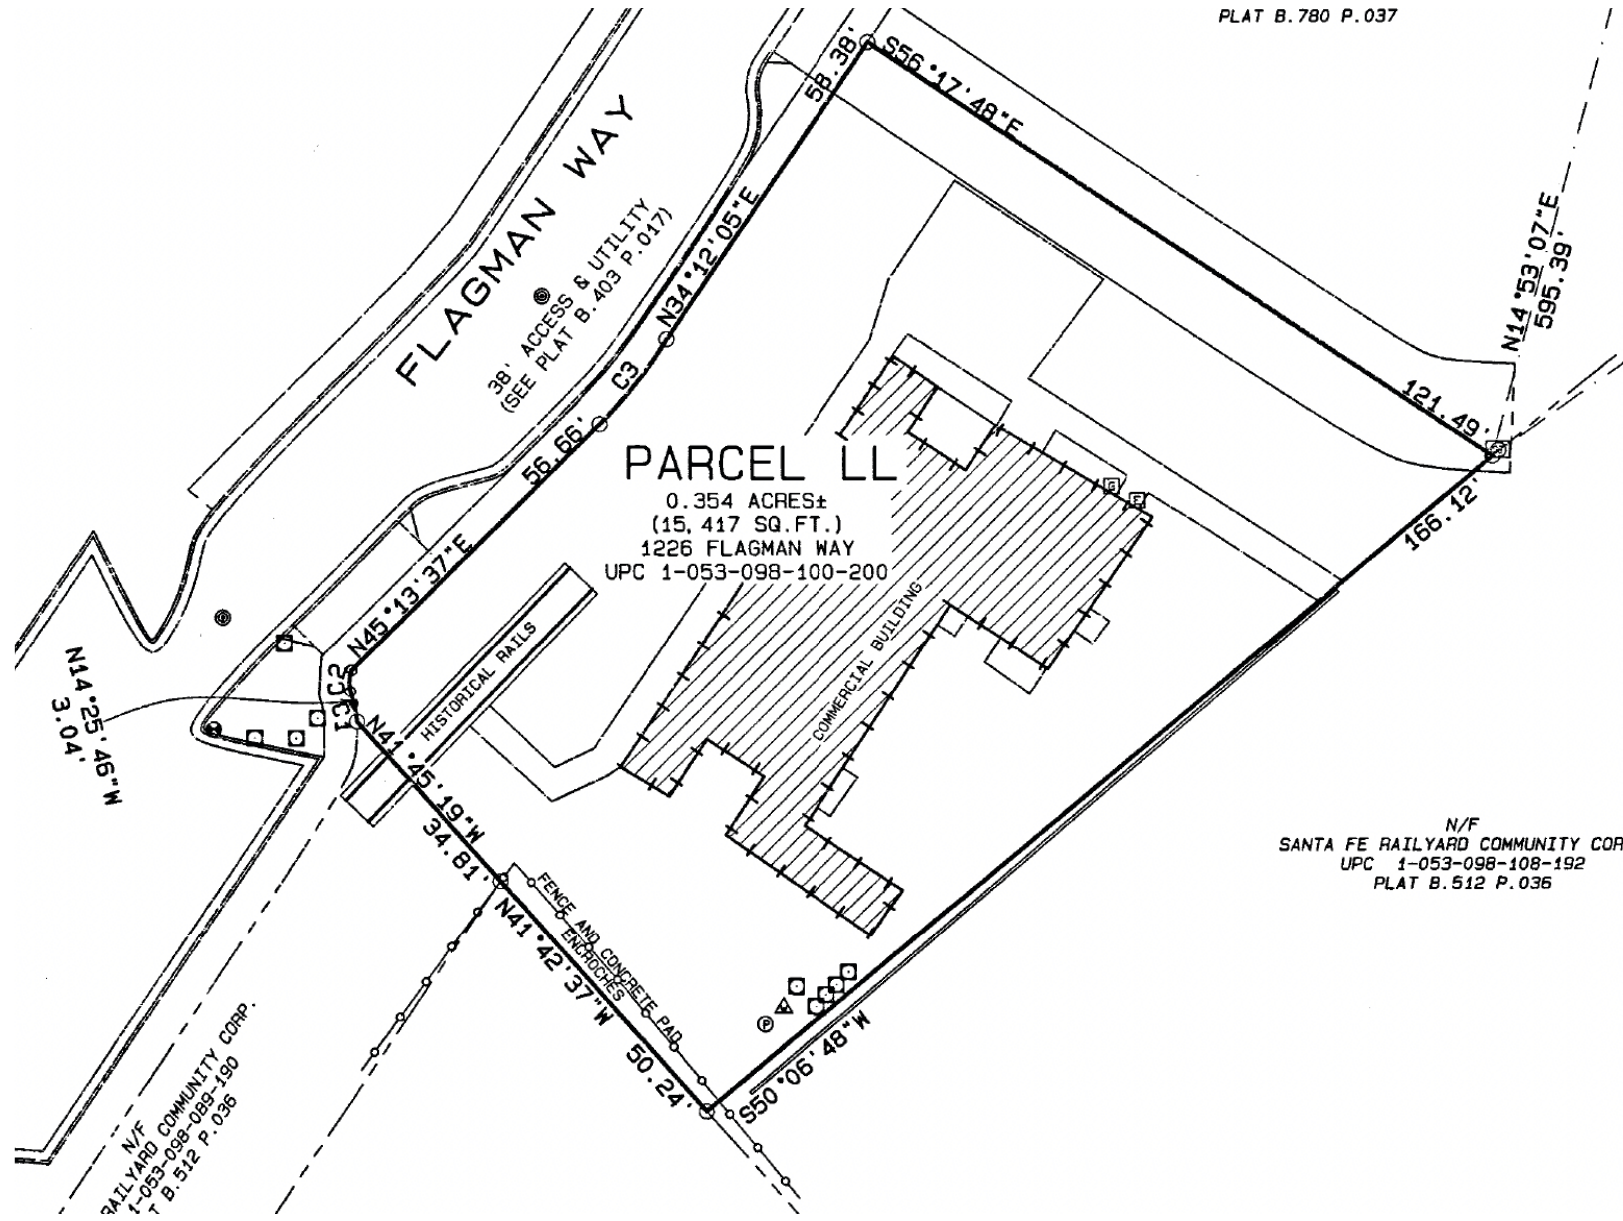 PLAT B.780 P.037
58.38'
S56°17'48"E
FLAGMAN WAY
38' ACCESS & UTILITY
(SEE PLAT B.403 P.017)
N34°12'05"E
N14°53'07"E
595.39'
C3
121.49'
56.66'
PARCEL LL
0.354 ACRES±
(15,417 SQ.FT.)
1226 FLAGMAN WAY
UPC 1-053-098-100-200
G
E
166.12'
N45°13'37"E
HISTORICAL RAILS
COMMERCIAL BUILDING
N14°25'46"W
3.04'
C2
C1
N41°45'19"W
34.81'
N/F
SANTA FE RAILYARD COMMUNITY COR
UPC 1-053-098-108-192
PLAT B.512 P.036
FENCE AND CONCRETE PAD
ENCROCHES
N41°42'37"W
50.24'
P
S50°06'48"W
N/F
RAILYARD COMMUNITY CORP.
1-053-098-089-190
T B.512 P.036